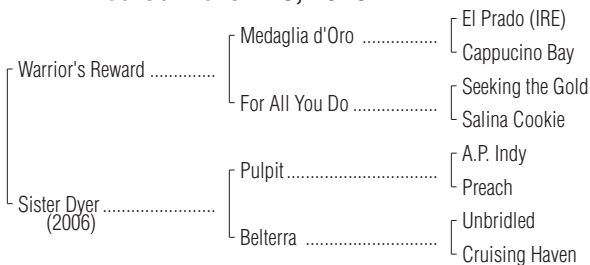 El Prado (IRE)
Medaglia d'Oro ................
Cappucino Bay
Warrior's Reward .............
Seeking the Gold
For All You Do ..................
Salina Cookie
A.P. Indy
Pulpit................................
Preach
Sister Dyer ........................
(2006)
Unbridled
Belterra ............................
Cruising Haven